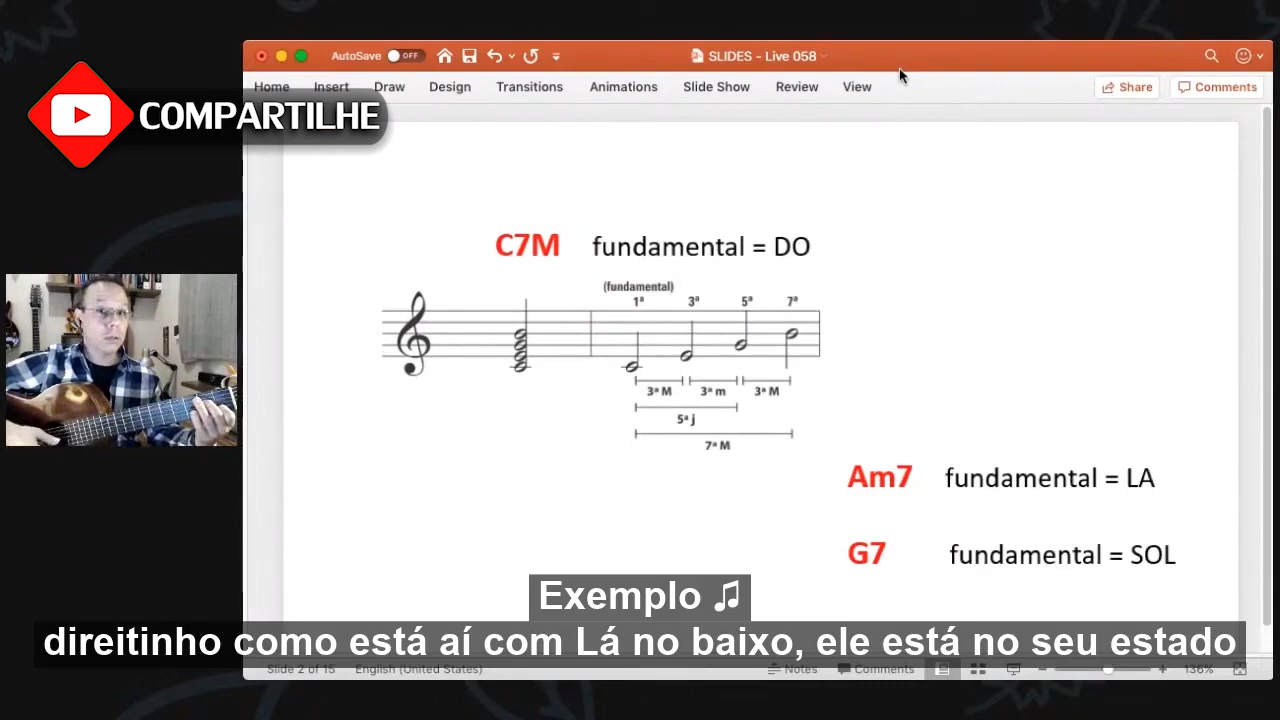 AutoSave OFF SLIDES - Live 058
Home Insert Draw Design Transitions Animations Slide Show Review View Share Comments
COMPARTILHE
C7M fundamental = DO
(fundamental)
1ª 3ª 5ª 7ª
3ª M 3ª m 3ª M
5ª j
7ª M
Am7 fundamental = LA
G7 fundamental = SOL
Exemplo ♫
direitinho como está aí com Lá no baixo, ele está no seu estado
Slide 2 of 15 English (United States) Notes Comments 136%